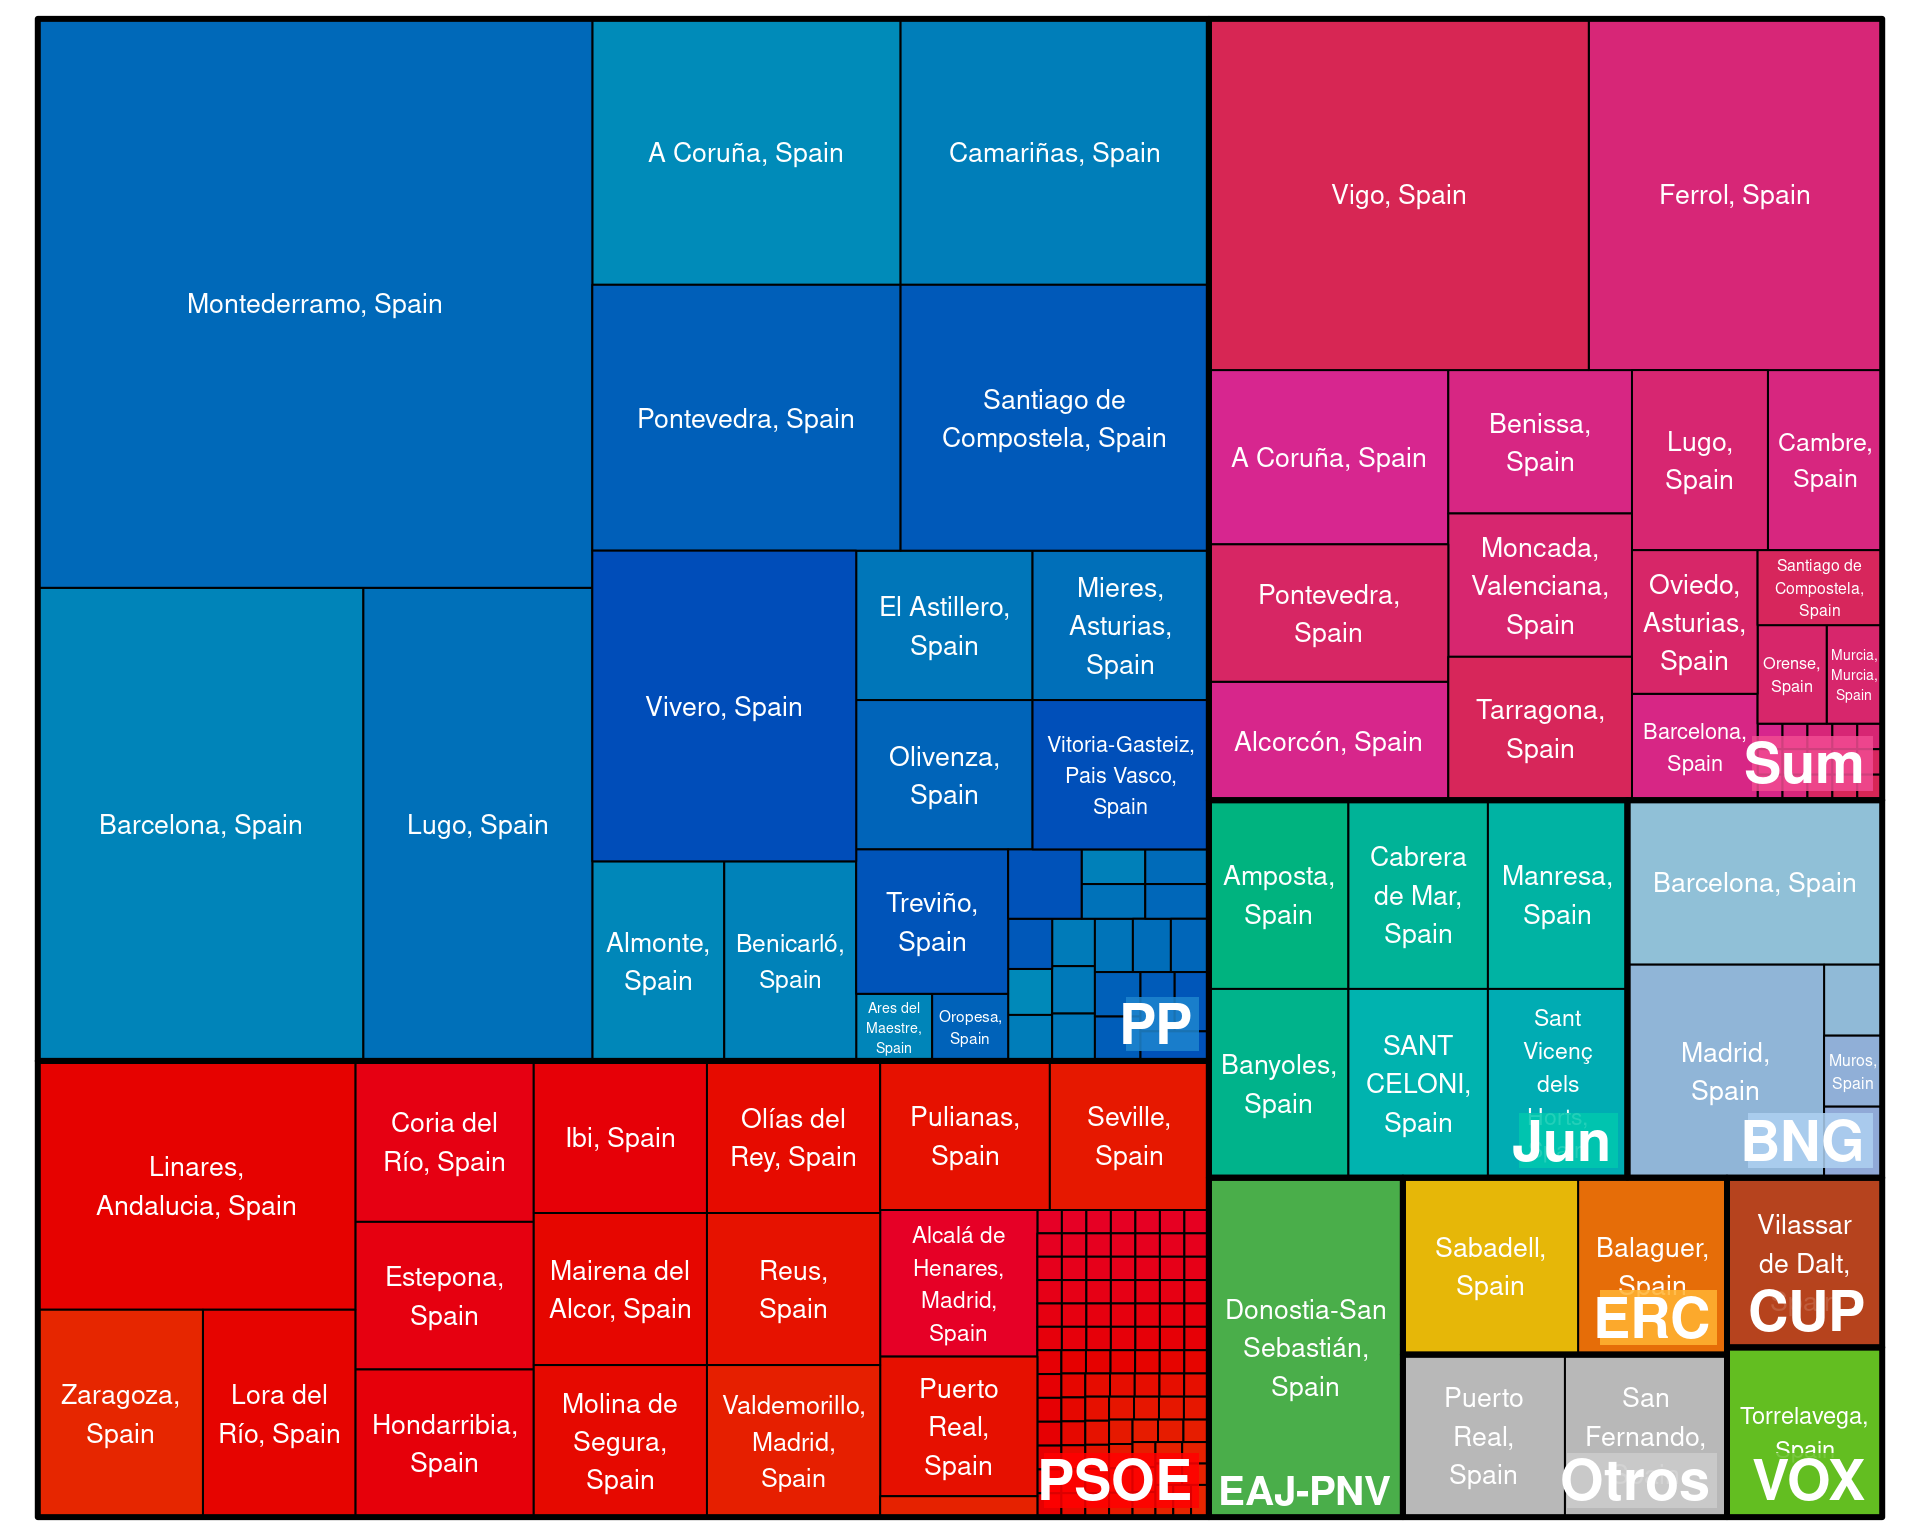 Montederramo, Spain
A Coruña, Spain
Camariñas, Spain
Pontevedra, Spain
Santiago de
Compostela, Spain
Barcelona, Spain
Lugo, Spain
Vivero, Spain
El Astillero,
Spain
Mieres,
Asturias,
Spain
Olivenza,
Spain
Vitoria-Gasteiz,
Pais Vasco,
Spain
Almonte,
Spain
Benicarló,
Spain
Treviño,
Spain
Ares del
Maestre,
Spain
Oropesa,
Spain
PP
Vigo, Spain
Ferrol, Spain
A Coruña, Spain
Pontevedra,
Spain
Alcorcón, Spain
Benissa,
Spain
Moncada,
Valenciana,
Spain
Tarragona,
Spain
Lugo,
Spain
Cambre,
Spain
Oviedo,
Asturias,
Spain
Santiago de
Compostela,
Spain
Orense,
Spain
Murcia,
Murcia,
Spain
Barcelona,
Spain
Sum
Amposta,
Spain
Cabrera
de Mar,
Spain
Manresa,
Spain
Banyoles,
Spain
SANT
CELONI,
Spain
Sant
Vicenç
dels
Horts,
Jun
Barcelona, Spain
Madrid,
Spain
Muros,
Spain
BNG
Linares,
Andalucia, Spain
Zaragoza,
Spain
Lora del
Río, Spain
Coria del
Río, Spain
Estepona,
Spain
Hondarribia,
Spain
Ibi, Spain
Mairena del
Alcor, Spain
Molina de
Segura,
Spain
Olías del
Rey, Spain
Reus,
Spain
Valdemorillo,
Madrid,
Spain
Pulianas,
Spain
Seville,
Spain
Alcalá de
Henares,
Madrid,
Spain
Puerto
Real,
Spain
PSOE
Donostia-San
Sebastián,
Spain
EAJ-PNV
Sabadell,
Spain
Balaguer,
Spain
ERC
Vilassar
de Dalt,
Spain
CUP
Puerto
Real,
Spain
San
Fernando,
Otros
Torrelavega,
Spain
VOX